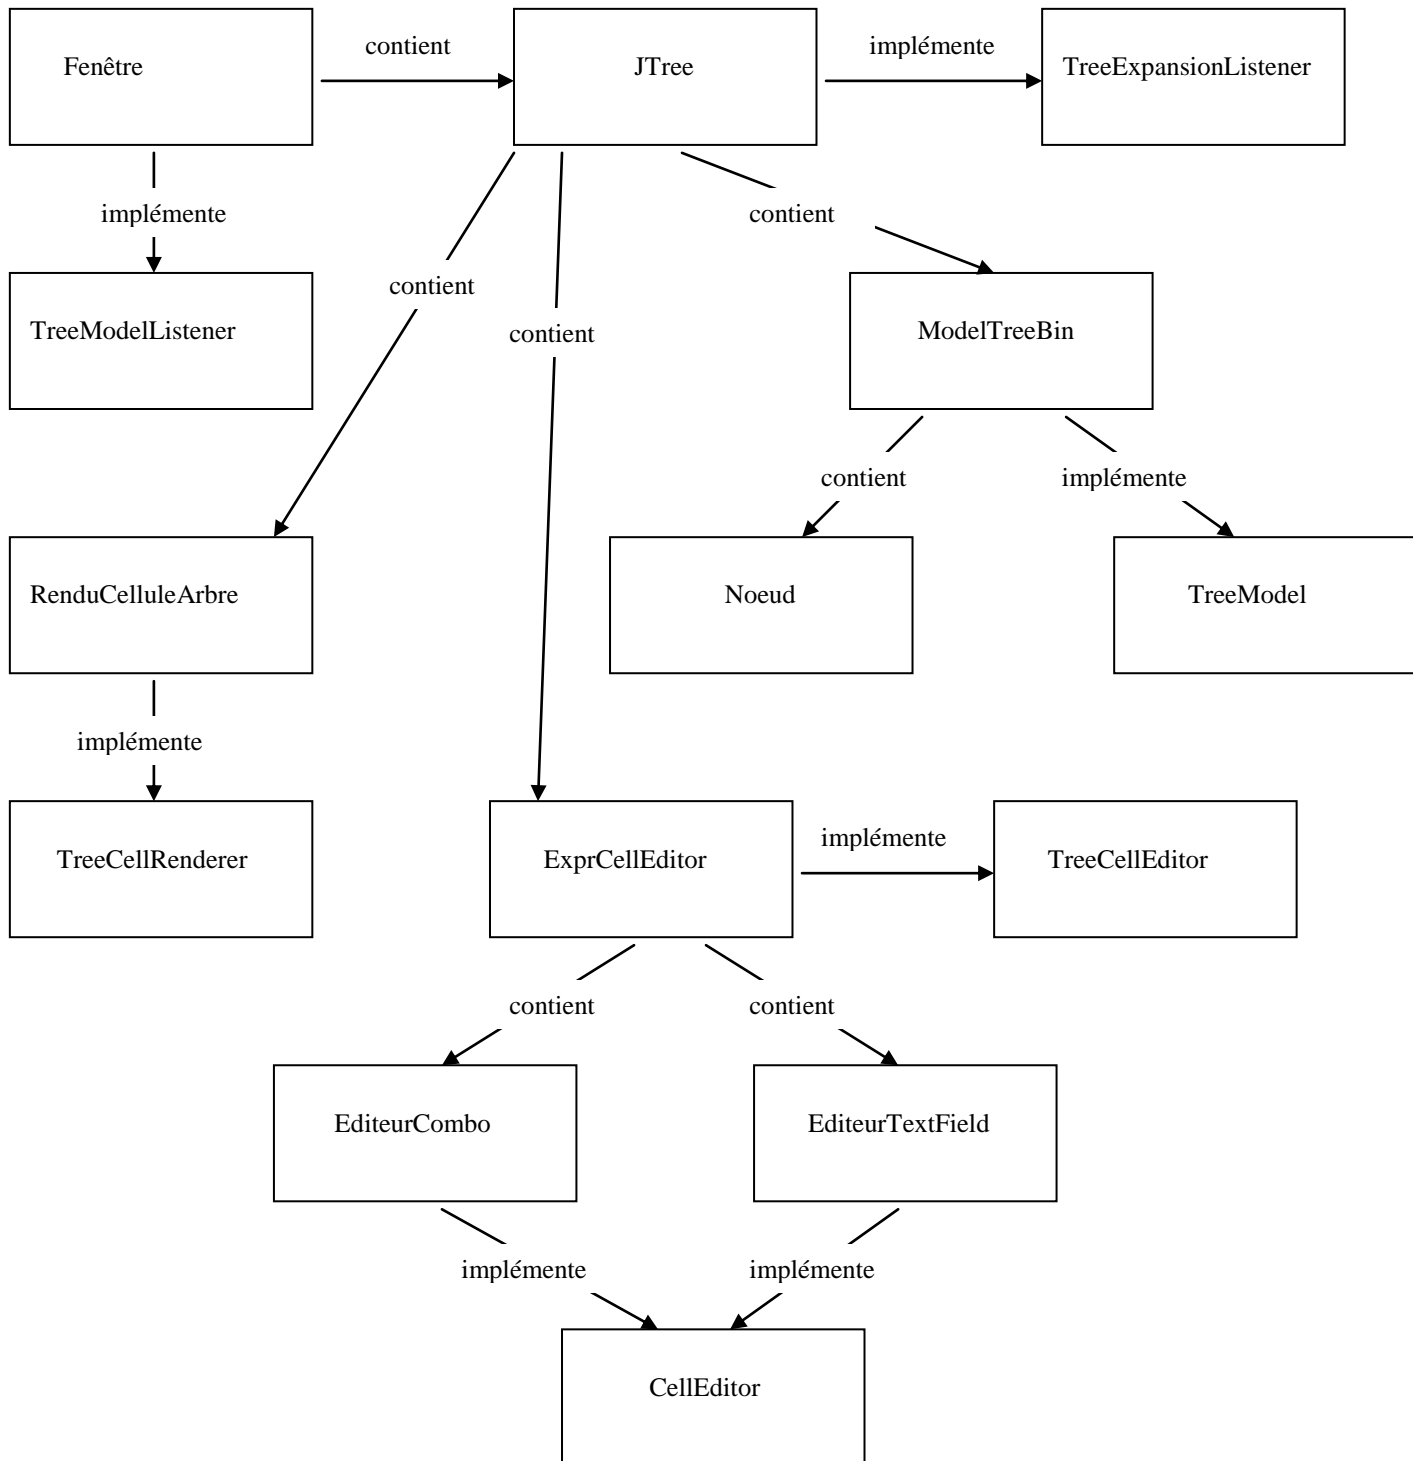 contient
implémente
Fenêtre
JTree
TreeExpansionListener
implémente
contient
contient
TreeModelListener
contient
ModelTreeBin
contient
implémente
RenduCelluleArbre
Noeud
TreeModel
implémente
implémente
TreeCellRenderer
ExprCellEditor
TreeCellEditor
contient
contient
EditeurCombo
EditeurTextField
implémente
implémente
CellEditor